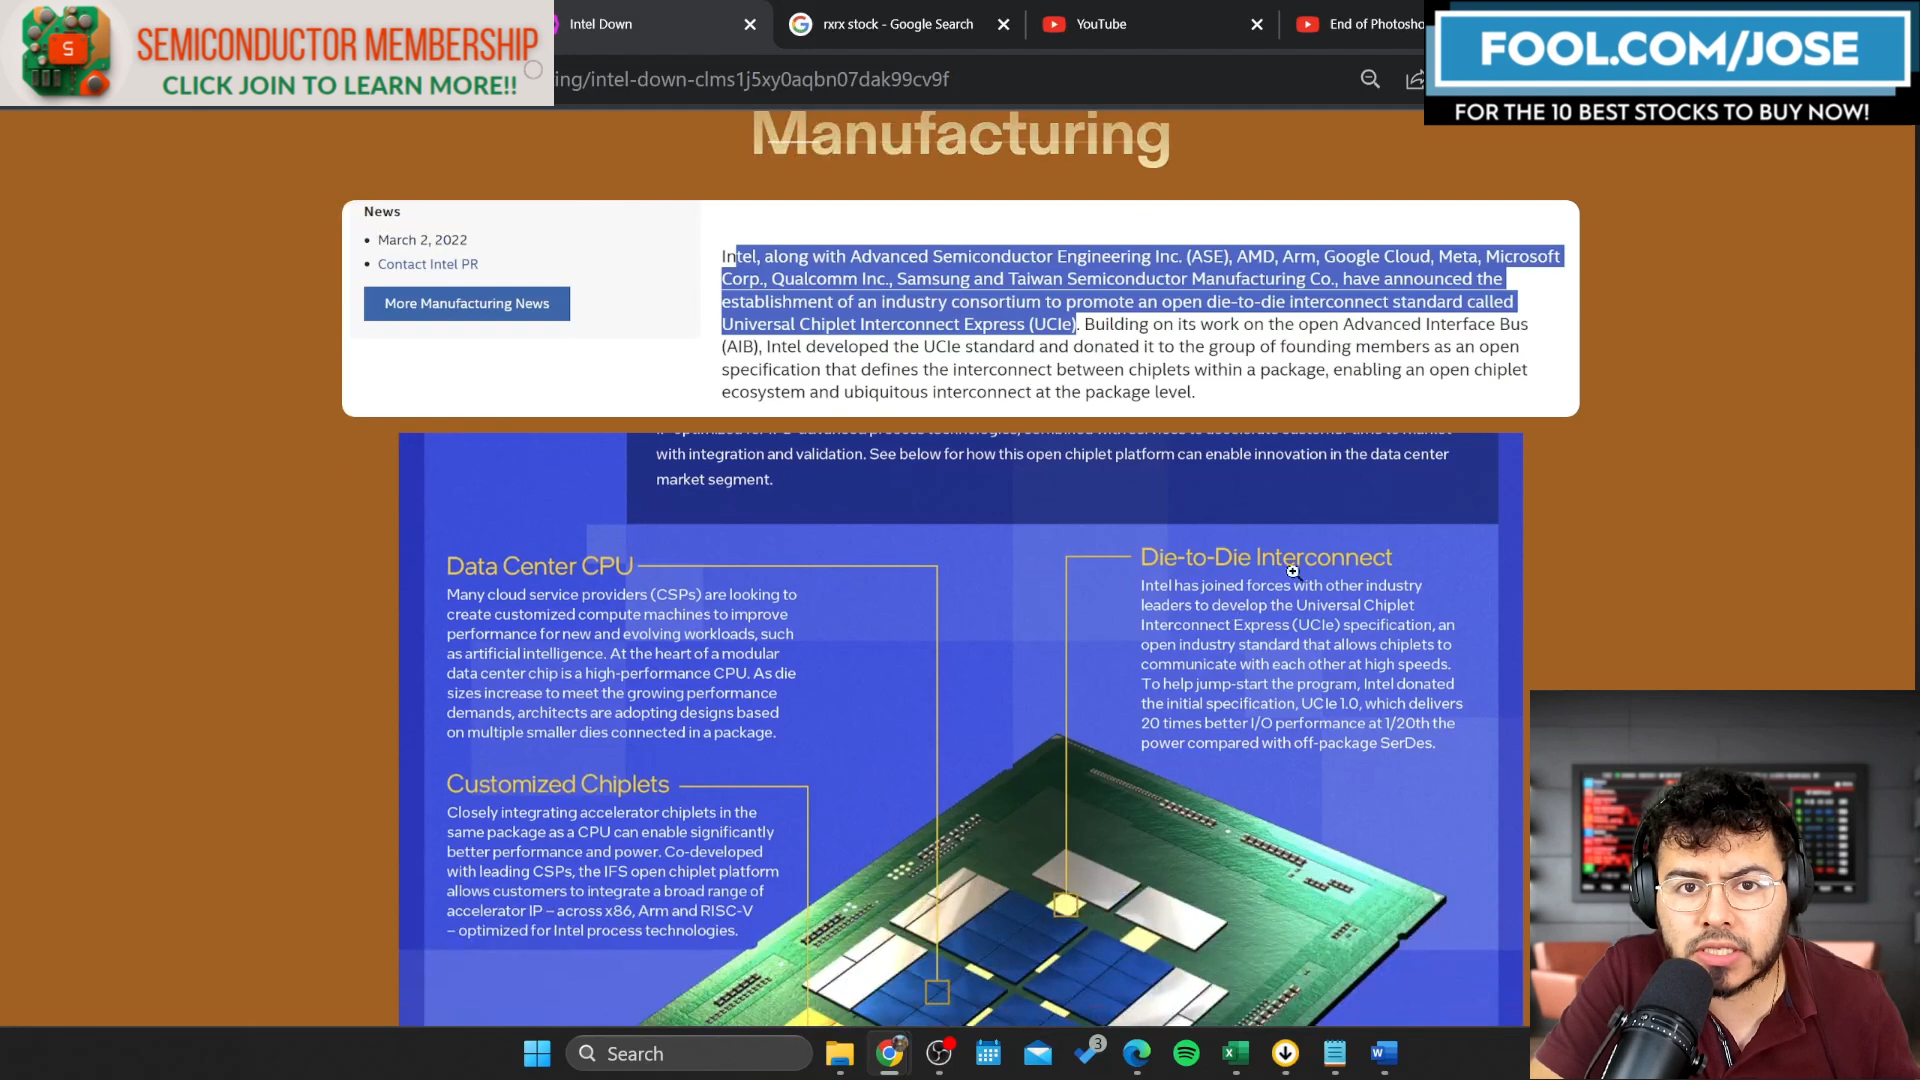 SEMICONDUCTOR MEMBERSHIP
CLICK JOIN TO LEARN MORE!!
S
Intel Down
rxrx stock - Google Search
YouTube
End of Photosho
ing/intel-down-clms1j5xy0aqbn07dak99cv9f
FOOL.COM/JOSE
FOR THE 10 BEST STOCKS TO BUY NOW!
Manufacturing
News
• March 2, 2022
• Contact Intel PR
More Manufacturing News
Intel, along with Advanced Semiconductor Engineering Inc. (ASE), AMD, Arm, Google Cloud, Meta, Microsoft
Corp., Qualcomm Inc., Samsung and Taiwan Semiconductor Manufacturing Co., have announced the
establishment of an industry consortium to promote an open die-to-die interconnect standard called
Universal Chiplet Interconnect Express (UCIe). Building on its work on the open Advanced Interface Bus
(AIB), Intel developed the UCIe standard and donated it to the group of founding members as an open
specification that defines the interconnect between chiplets within a package, enabling an open chiplet
ecosystem and ubiquitous interconnect at the package level.
with integration and validation. See below for how this open chiplet platform can enable innovation in the data center
market segment.
Data Center CPU
Many cloud service providers (CSPs) are looking to
create customized compute machines to improve
performance for new and evolving workloads, such
as artificial intelligence. At the heart of a modular
data center chip is a high-performance CPU. As die
sizes increase to meet the growing performance
demands, architects are adopting designs based
on multiple smaller dies connected in a package.
Customized Chiplets
Closely integrating accelerator chiplets in the
same package as a CPU can enable significantly
better performance and power. Co-developed
with leading CSPs, the IFS open chiplet platform
allows customers to integrate a broad range of
accelerator IP – across x86, Arm and RISC-V
– optimized for Intel process technologies.
Die-to-Die Interconnect
Intel has joined forces with other industry
leaders to develop the Universal Chiplet
Interconnect Express (UCIe) specification, an
open industry standard that allows chiplets to
communicate with each other at high speeds.
To help jump-start the program, Intel donated
the initial specification, UCIe 1.0, which delivers
20 times better I/O performance at 1/20th the
power compared with off-package SerDes.
Search
3